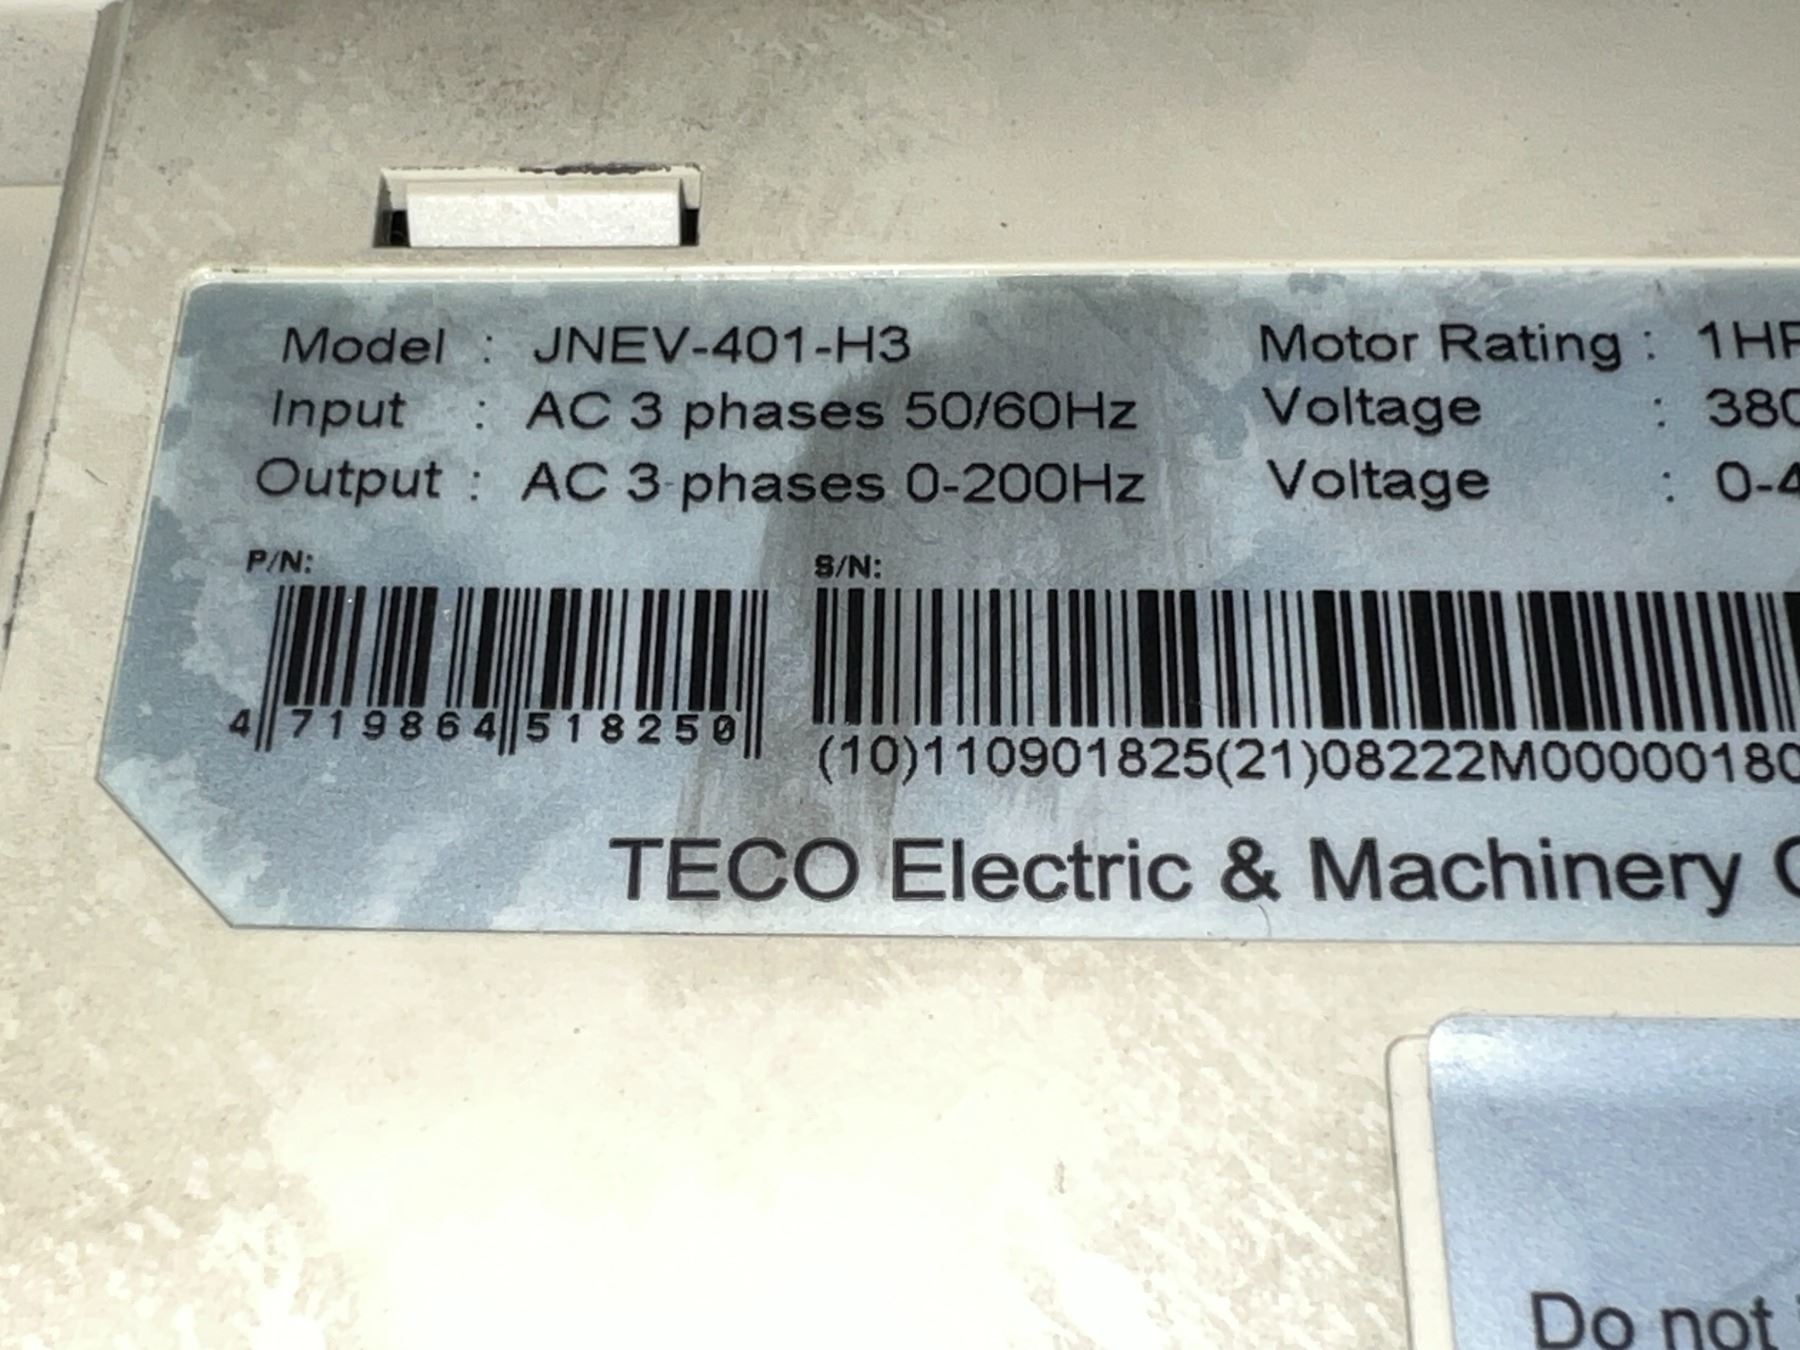 Model : JNEV-401-H3
Motor Rating : 1HP
Input : AC 3 phases 50/60Hz
Voltage : 380
Output : AC 3 phases 0-200Hz
Voltage : 0-4
P/N:
S/N:
4 719864 518250
(10)110901825(21)08222M00000180
TECO Electric & Machinery C
Do not